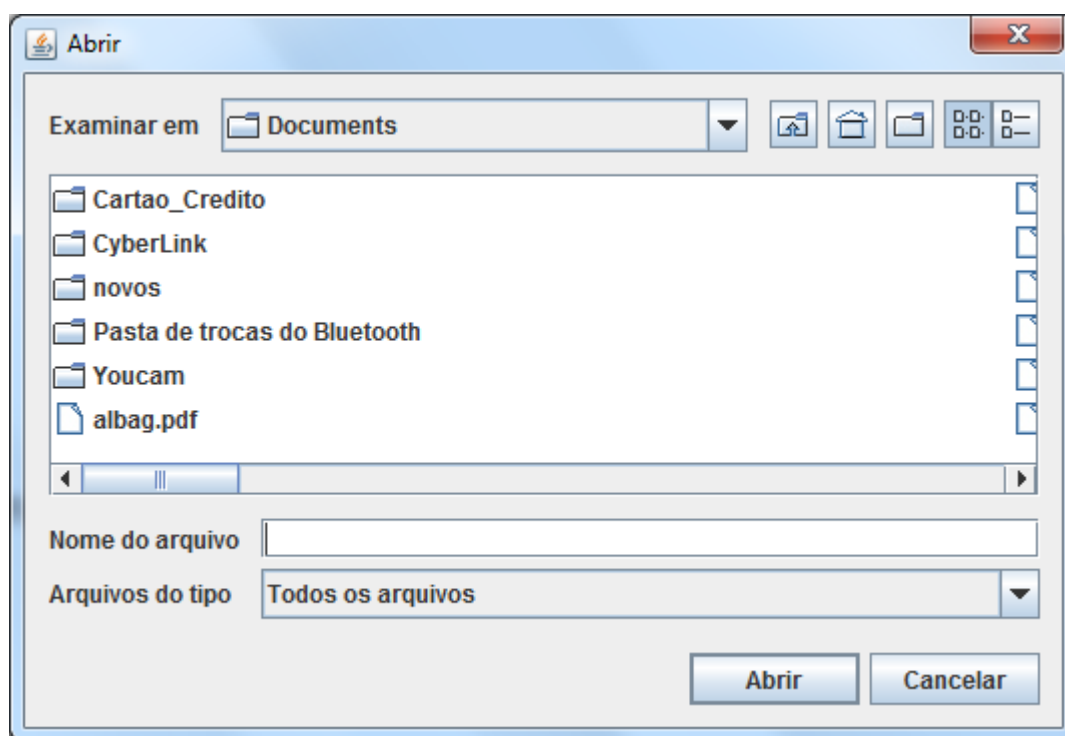 Abrir
Examinar em Documents
Cartao_Credito
CyberLink
novos
Pasta de trocas do Bluetooth
Youcam
albag.pdf
Nome do arquivo
Arquivos do tipo Todos os arquivos
Abrir Cancelar